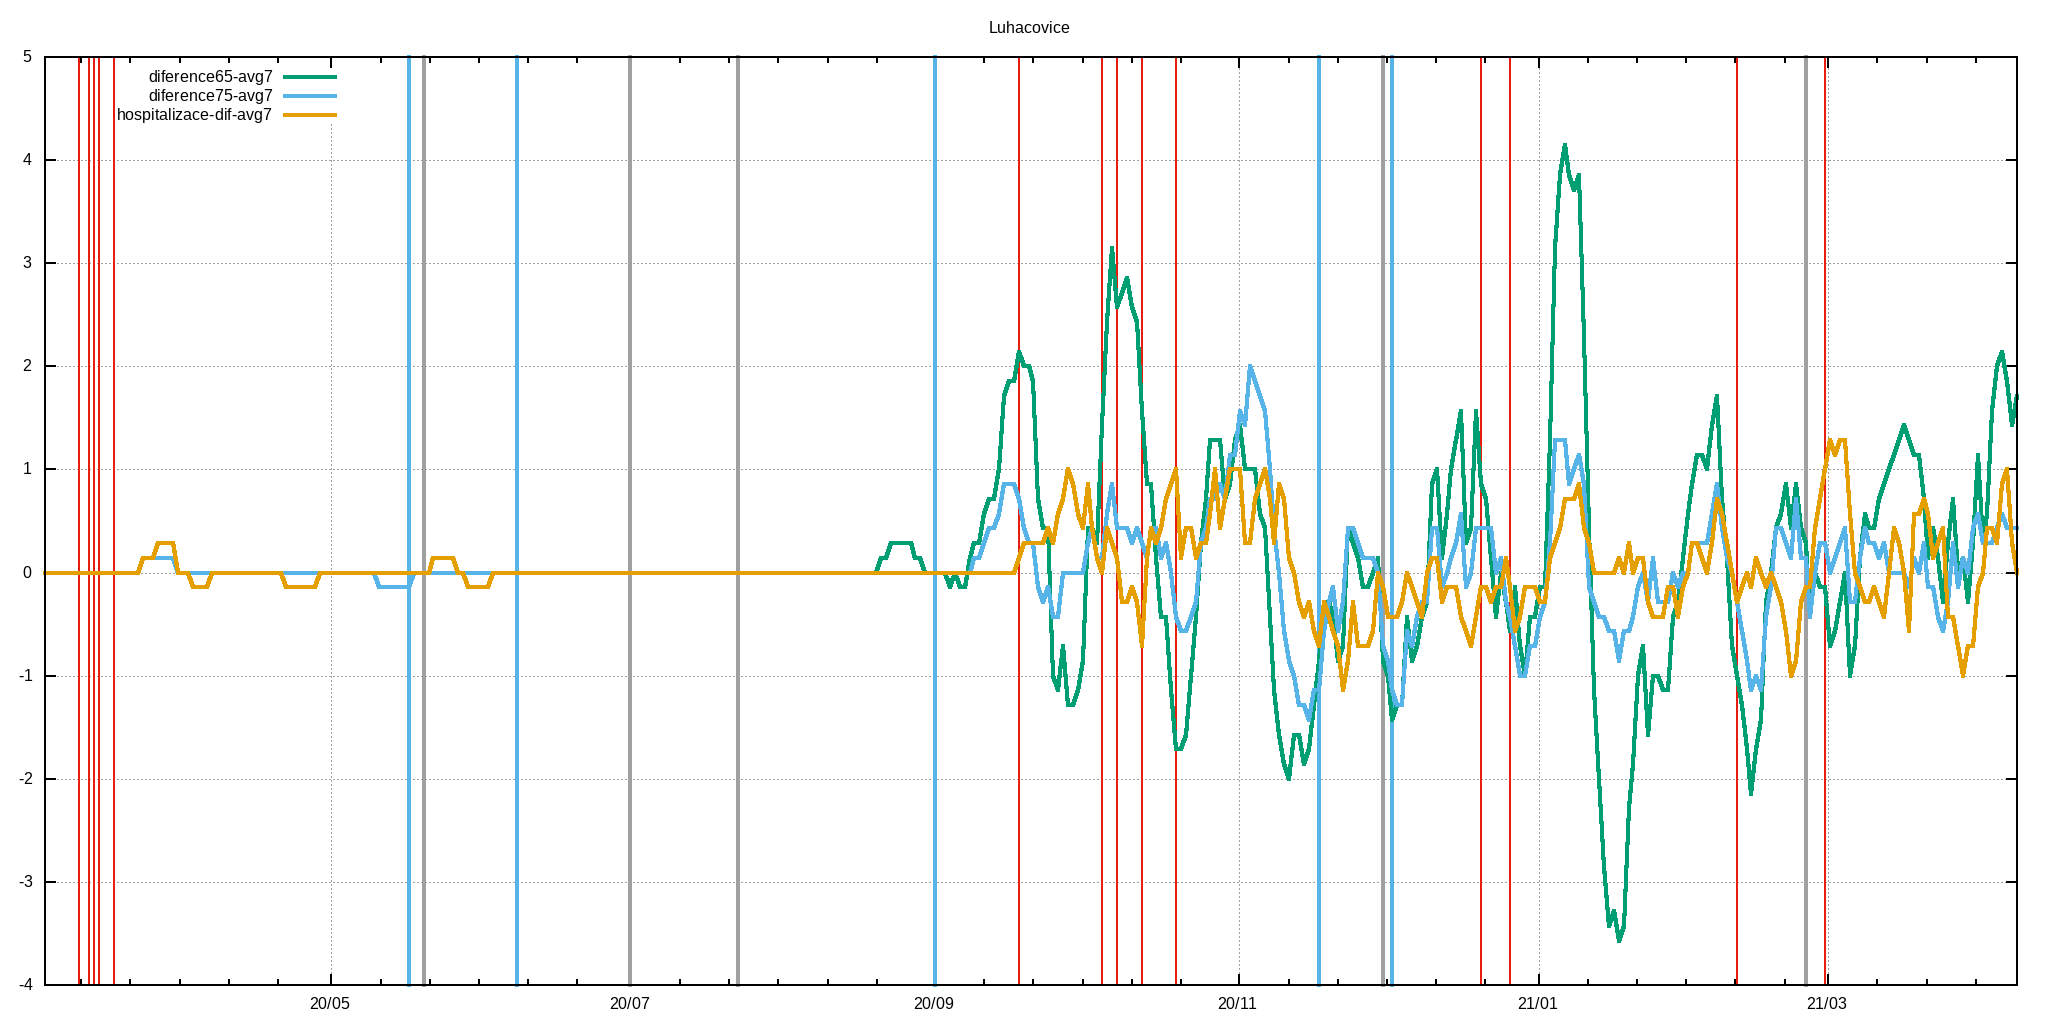 Luhacovice
diference65-avg7
diference75-avg7
hospitalizace-dif-avg7
5
4
3
2
1
0
-1
-2
-3
-4
20/05 20/07 20/09 20/11 21/01 21/03